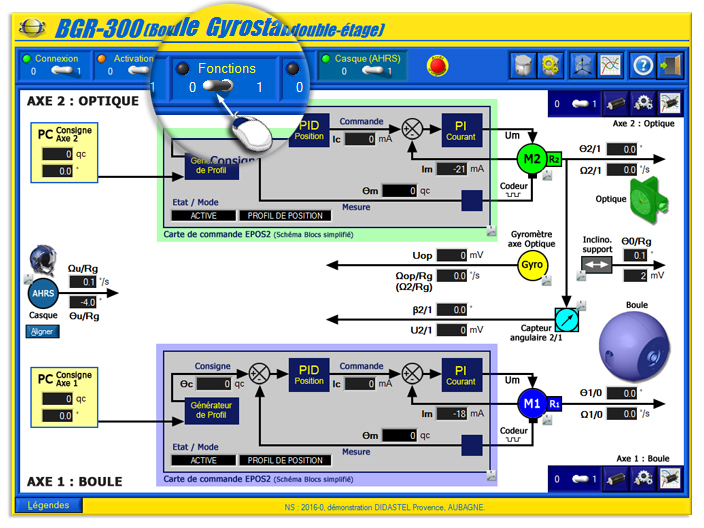 BGR-300 (Boule Gyrosta double-étage)
Connexion
0 1
Activation
1
Fonctions
0 1
0
Casque (AHRS)
0 1
AXE 2 : OPTIQUE
0 1
Axe 2 : Optique
PC Consigne
Axe 2
0 qc
0.0 °
Consign
Géné
de Profil
PID
Position
Commande
Ic 0 mA
PI
Courant
Um
Im -21 mA
M2
R2
Codeur
Θm 0 qc
Mesure
Etat / Mode
ACTIVE PROFIL DE POSITION
Carte de commande EPOS2 (Schéma Blocs simplifié)
Θ2/1 0.0 °
Ω2/1 0.0 °/s
Optique
Gyromètre
axe Optique
Gyro
Uop 0 mV
Ωop/Rg 0.0 °/s
(Ω2/Rg)
Inclino.
support
Θ0/Rg
0.1 °
2 mV
β2/1 0.0 °
U2/1 0 mV
Capteur
angulaire 2/1
Boule
AHRS
Casque
Aligner
Ωu/Rg
0.1 °/s
-4.0 °
Θu/Rg
PC Consigne
Axe 1
0 qc
0.0 °
Consigne
Θc 0 qc
Générateur
de Profil
PID
Position
Commande
Ic 0 mA
PI
Courant
Um
Im -18 mA
M1
R1
Codeur
Θm 0 qc
Mesure
Etat / Mode
ACTIVE PROFIL DE POSITION
Carte de commande EPOS2 (Schéma Blocs simplifié)
Θ1/0 0.0 °
Ω1/0 0.0 °/s
Axe 1 : Boule
0 1
AXE 1 : BOULE
Légendes
NS : 2016-0, démonstration DIDASTEL Provence, AUBAGNE.